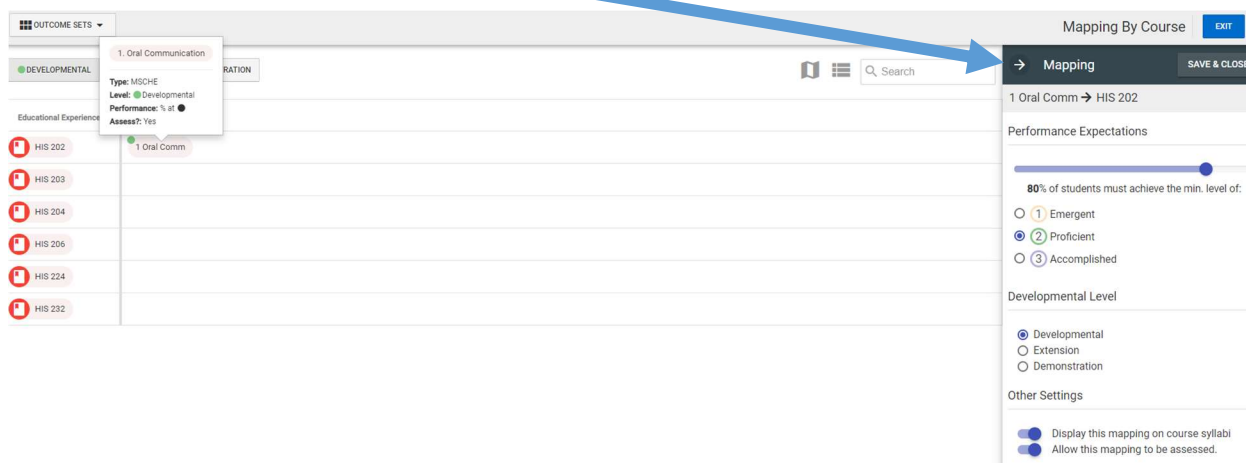 OUTCOME SETS
Mapping By Course
EXIT
1. Oral Communication
Type: MSCHE
Level: Developmental
Performance: % at
Assess?: Yes
DEVELOPMENTAL
RATION
Search
Educational Experience
HIS 202
1 Oral Comm
HIS 203
HIS 204
HIS 206
HIS 224
HIS 232
Mapping
SAVE & CLOSE
1 Oral Comm → HIS 202
Performance Expectations
80% of students must achieve the min. level of:
1 Emergent
2 Proficient
3 Accomplished
Developmental Level
Developmental
Extension
Demonstration
Other Settings
Display this mapping on course syllabi
Allow this mapping to be assessed.